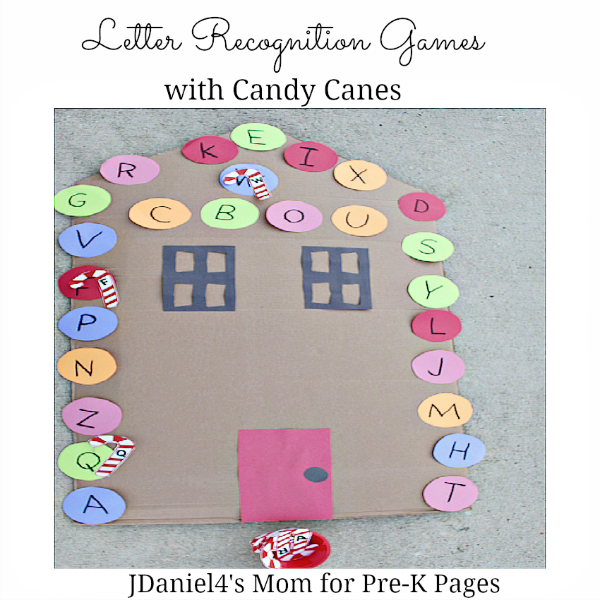 Letter Recognition Games
with Candy Canes
E
K I
R X
W
G D
C B O U
V S
F Y
P L
N J
Z M
Q Q H
A T
JDaniel4's Mom for Pre-K Pages